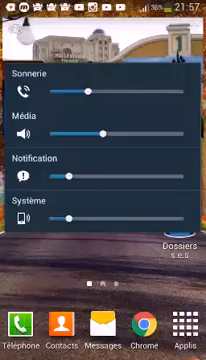 36% 21:57
Sonnerie
Média
Notification
Système
Dossiers
s.e.s
Téléphone Contacts Messages Chrome Applis